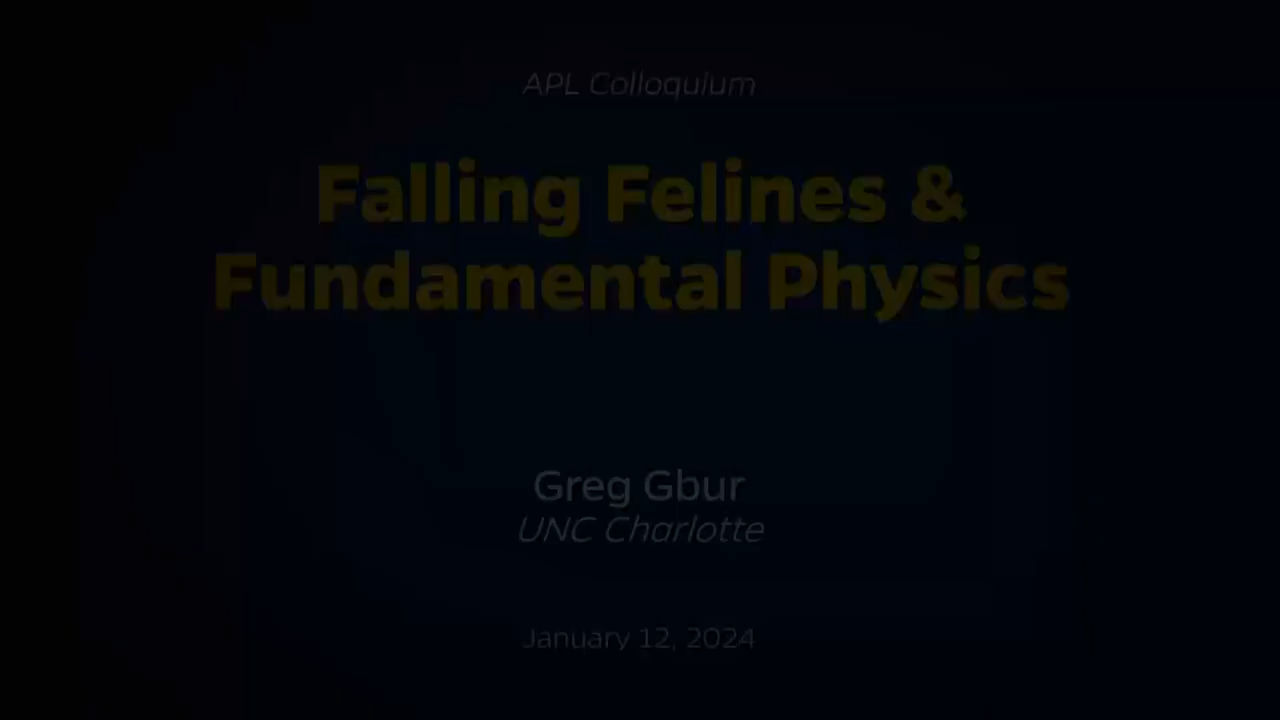 APL Colloquium
Falling Felines &
Fundamental Physics
Greg Gbur
UNC Charlotte
January 12, 2024